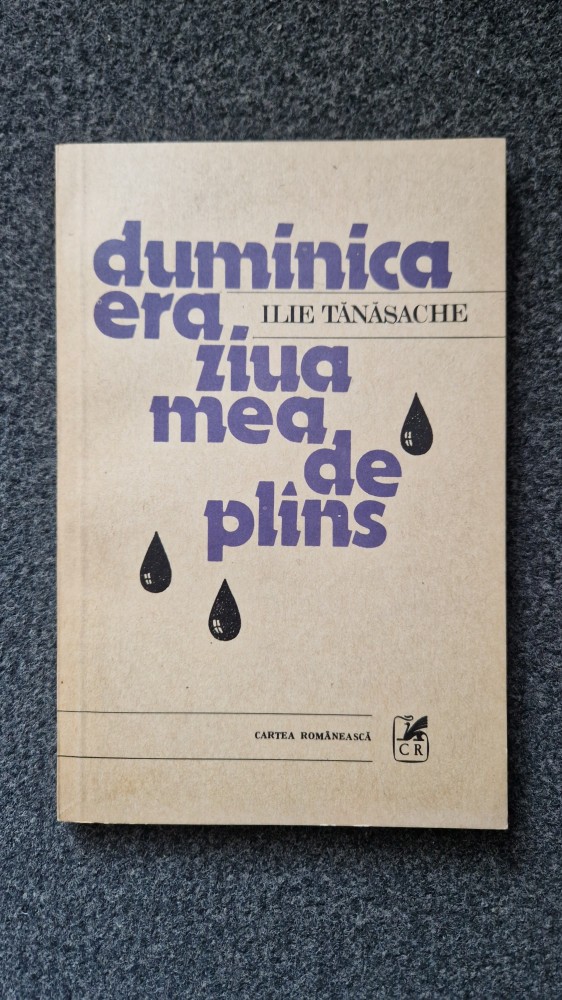 duminica
era
ILIE TĂNĂSACHE
ziua
mea
de
plîns
CARTEA ROMÂNEASCĂ
CR